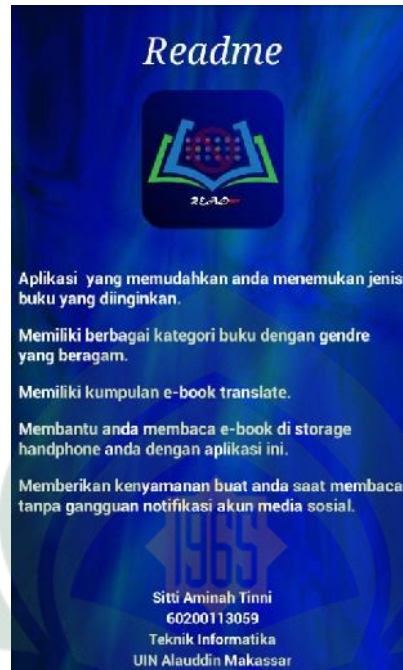 Readme
Aplikasi yang memudahkan anda menemukan jenis
buku yang diinginkan.
Memiliki berbagai kategori buku dengan gendre
yang beragam.
Memiliki kumpulan e-book translate.
Membantu anda membaca e-book di storage
handphone anda dengan aplikasi ini.
Memberikan kenyamanan buat anda saat membaca
tanpa gangguan notifikasi akun media sosial.
1965
Sitti Aminah Tinni
60200113059
Teknik Informatika
UIN Alauddin Makassar